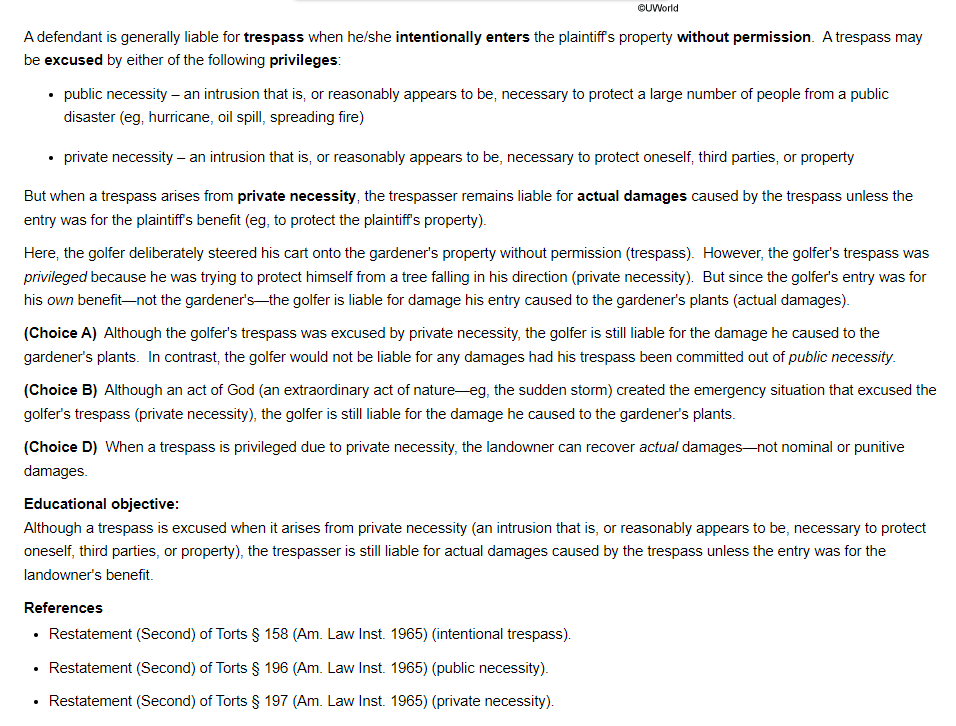 ©UWorld
A defendant is generally liable for trespass when he/she intentionally enters the plaintiff's property without permission. A trespass may
be excused by either of the following privileges:
• public necessity – an intrusion that is, or reasonably appears to be, necessary to protect a large number of people from a public
disaster (eg, hurricane, oil spill, spreading fire)
• private necessity – an intrusion that is, or reasonably appears to be, necessary to protect oneself, third parties, or property
But when a trespass arises from private necessity, the trespasser remains liable for actual damages caused by the trespass unless the
entry was for the plaintiff's benefit (eg, to protect the plaintiff's property).
Here, the golfer deliberately steered his cart onto the gardener's property without permission (trespass). However, the golfer's trespass was
privileged because he was trying to protect himself from a tree falling in his direction (private necessity). But since the golfer's entry was for
his own benefit—not the gardener's—the golfer is liable for damage his entry caused to the gardener's plants (actual damages).
(Choice A) Although the golfer's trespass was excused by private necessity, the golfer is still liable for the damage he caused to the
gardener's plants. In contrast, the golfer would not be liable for any damages had his trespass been committed out of public necessity.
(Choice B) Although an act of God (an extraordinary act of nature—eg, the sudden storm) created the emergency situation that excused the
golfer's trespass (private necessity), the golfer is still liable for the damage he caused to the gardener's plants.
(Choice D) When a trespass is privileged due to private necessity, the landowner can recover actual damages—not nominal or punitive
damages.
Educational objective:
Although a trespass is excused when it arises from private necessity (an intrusion that is, or reasonably appears to be, necessary to protect
oneself, third parties, or property), the trespasser is still liable for actual damages caused by the trespass unless the entry was for the
landowner's benefit.
References
• Restatement (Second) of Torts § 158 (Am. Law Inst. 1965) (intentional trespass).
• Restatement (Second) of Torts § 196 (Am. Law Inst. 1965) (public necessity).
• Restatement (Second) of Torts § 197 (Am. Law Inst. 1965) (private necessity).